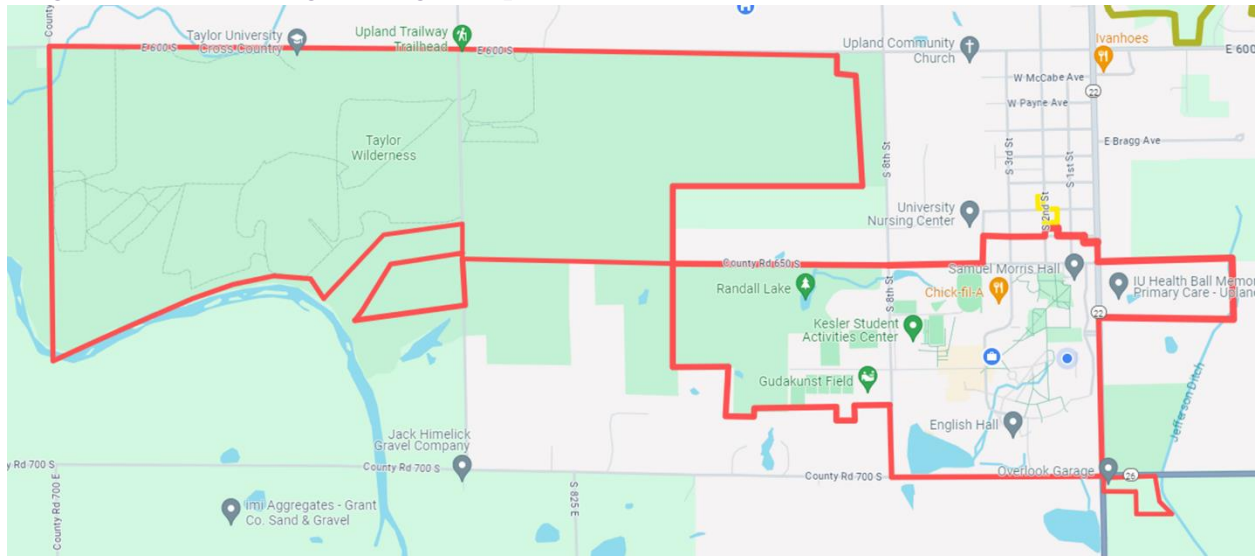 County Rd
Taylor University
Cross Country
E 600 S
Upland Trailway
Trailhead
E 600 S
Upland Community
Church
Ivanhoes
E 600
W McCabe Ave
22
W Payne Ave
E Bragg Ave
Taylor
Wilderness
S 8th St
S 3rd St
S 1st St
S 2nd St
University
Nursing Center
County Rd 650 S
Samuel Morris Hall
Randall Lake
Chick-fil-A
IU Health Ball Memor
Primary Care - Uplan
S 8th St
22
Kesler Student
Activities Center
Gudakunst Field
Jefferson Ditch
English Hall
Jack Himelick
Gravel Company
y Rd 700 S
County Rd 700 S
County Rd 700 S
Overlook Garage
26
County Rd 700 E
imi Aggregates - Grant
Co. Sand & Gravel
S 825 E